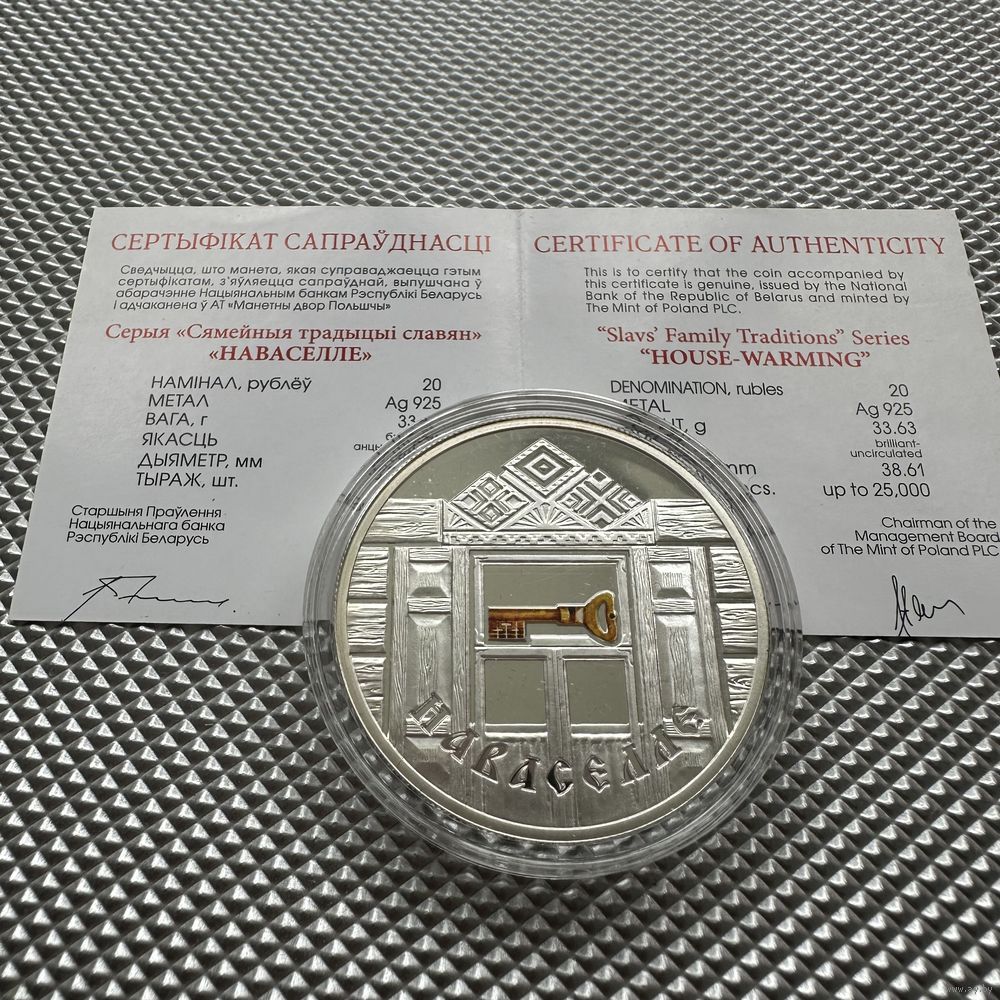 СЕРТЫФІКАТ САПРАЎДНАСЦІ
Сведчыцца, што манета, якая суправаджаецца гэтым
сертыфікатам, з'яўляецца сапраўднай, выпушчана ў
абарачэнне Нацыянальным банкам Рэспублікі Беларусь
і адчаканена ў АТ «Манетны двор Польшчы»
Серыя «Сямейныя традыцыі славян»
«НАВАСЕЛЛЕ»
НАМІНАЛ, рублёў 20
МЕТАЛ Ag 925
ВАГА, г 33
ЯКАСЦЬ
ДЫЯМЕТР, мм
ТЫРАЖ, шт.
Старшыня Праўлення
Нацыянальнага банка
Рэспублікі Беларусь
CERTIFICATE OF AUTHENTICITY
This is to certify that the coin accompanied by
this certificate is genuine, issued by the National
Bank of the Republic of Belarus and minted by
The Mint of Poland PLC.
“Slavs’ Family Traditions” Series
“HOUSE-WARMING”
DENOMINATION, rubles 20
METAL Ag 925
g 33.63
brilliant-
uncirculated
mm 38.61
pcs. up to 25,000
Chairman of the
Management Board
of The Mint of Poland PLC
НАВАСЕЛЛЕ